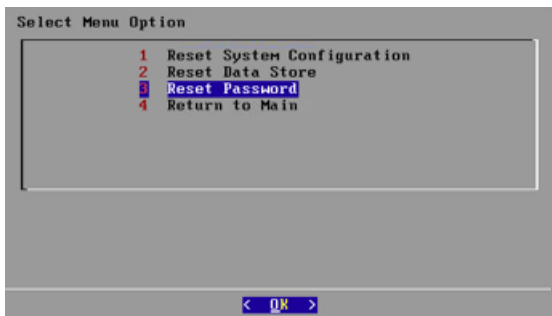 Select Menu Option
1 Reset System Configuration
2 Reset Data Store
3 Reset Password
4 Return to Main
< OK >